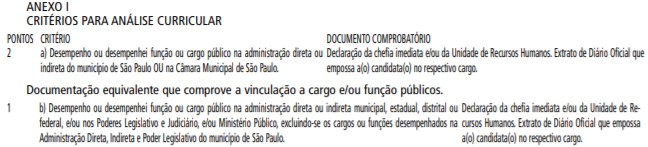 ANEXO I
CRITÉRIOS PARA ANÁLISE CURRICULAR
PONTOS CRITÉRIO DOCUMENTO COMPROBATÓRIO
2 a) Desempenho ou desempenhei função ou cargo público na administração direta ou Declaração da chefia imediata e/ou da Unidade de Recursos Humanos. Extrato de Diário Oficial que
indireta do município de São Paulo OU na Câmara Municipal de São Paulo. empossa a(o) candidata(o) no respectivo cargo.
Documentação equivalente que comprove a vinculação a cargo e/ou função públicos.
1 b) Desempenho ou desempenhei função ou cargo público na administração direta ou indireta municipal, estadual, distrital ou Declaração da chefia imediata e/ou da Unidade de Re-
federal, e/ou nos Poderes Legislativo e Judiciário, e/ou Ministério Público, excluindo-se os cargos ou funções desempenhados na cursos Humanos. Extrato de Diário Oficial que empossa
Administração Direta, Indireta e Poder Legislativo do município de São Paulo. a(o) candidata(o) no respectivo cargo.